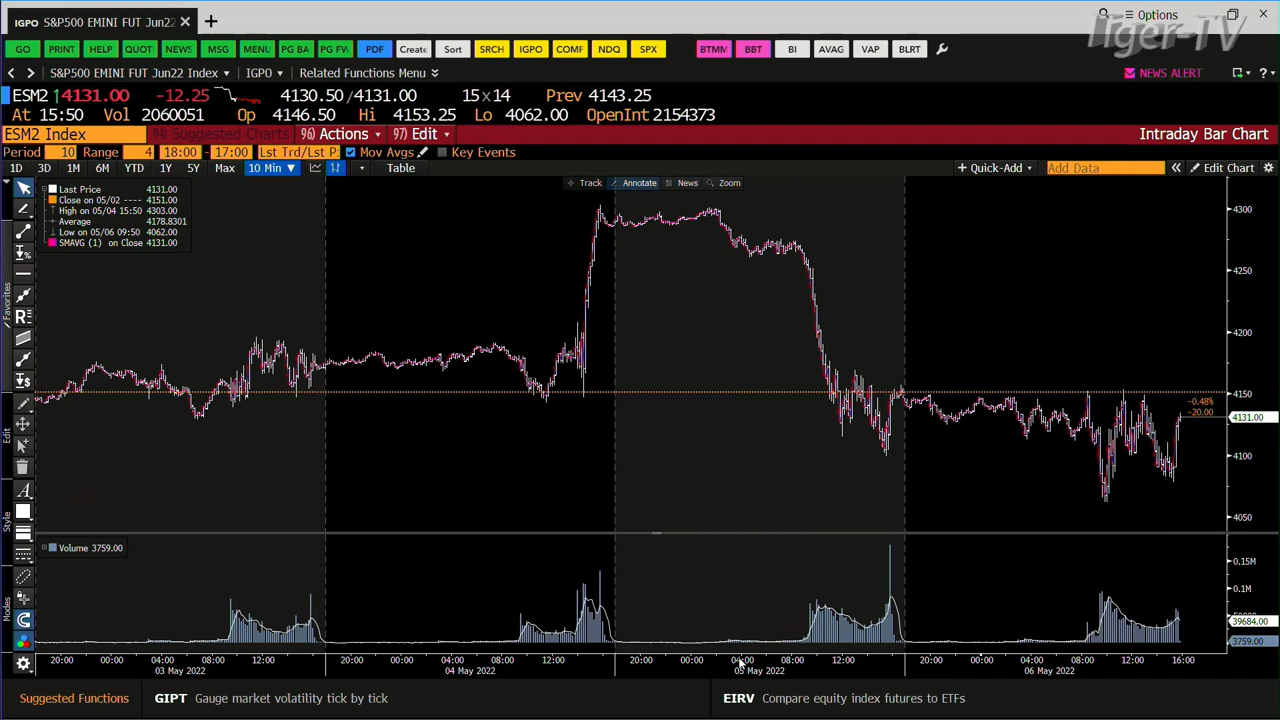 IGPO S&P500 EMINI FUT Jun22 × +
Options
Tiger-TV
GO PRINT HELP QUOT NEWS MSG MENU PG BA PG FW PDF Create Sort SRCH IGPO COMF NDQ SPX BTMM BBT BI AVAG VAP BLRT
S&P500 EMINI FUT Jun22 Index IGPO Related Functions Menu NEWS ALERT
ESM2 ↑4131.00 -12.25 4130.50/4131.00 15x14 Prev 4143.25
At 15:50 Vol 2060051 Op 4146.50 Hi 4153.25 Lo 4062.00 OpenInt 2154373
ESM2 Index 94) Suggested Charts 96) Actions 97) Edit Intraday Bar Chart
Period 10 Range 4 18:00 - 17:00 Lst Trd/Lst P Mov Avgs Key Events
1D 3D 1M 6M YTD 1Y 5Y Max 10 Min ▼ Table + Quick-Add Add Data « Edit Chart
Track Annotate News Zoom
Last Price 4131.00
Close on 05/02 ---- 4151.00
High on 05/04 15:50 4303.00
Average 4178.8301
Low on 05/06 09:50 4062.00
SMAVG (1) on Close 4131.00
4300
4250
4200
4150
-0.48%
-20.00
4131.00
4100
4050
Favorites
Edit
Style
Modes
Volume 3759.00
0.15M
0.1M
39684.00
3759.00
20:00 00:00 04:00 08:00 12:00 20:00 00:00 04:00 08:00 12:00 20:00 00:00 04:00 08:00 12:00 20:00 00:00 04:00 08:00 12:00 16:00
03 May 2022 04 May 2022 05 May 2022 06 May 2022
Suggested Functions GIPT Gauge market volatility tick by tick EIRV Compare equity index futures to ETFs